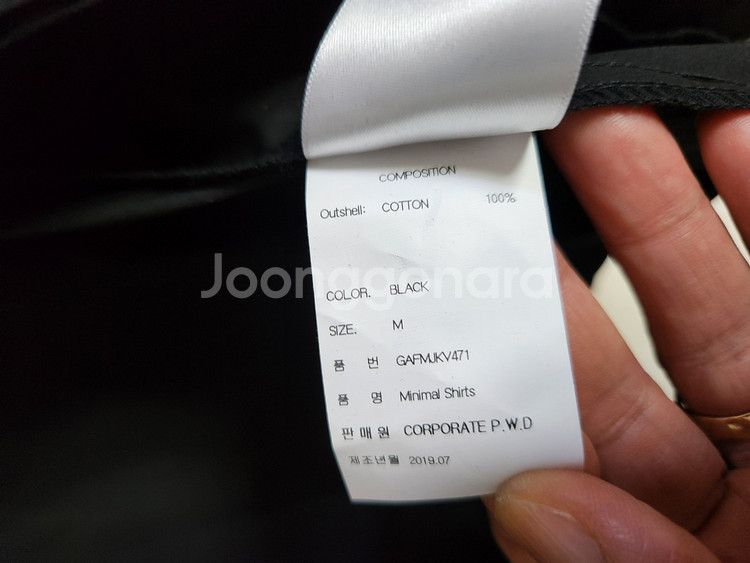 COMPOSITION
Outshell: COTTON 100%
Joonggonara
COLOR. BLACK
SIZE. M
품 번 GAFMJKV471
품 명 Minimal Shirts
판매원 CORPORATE P.W.D
제조년월 2019.07